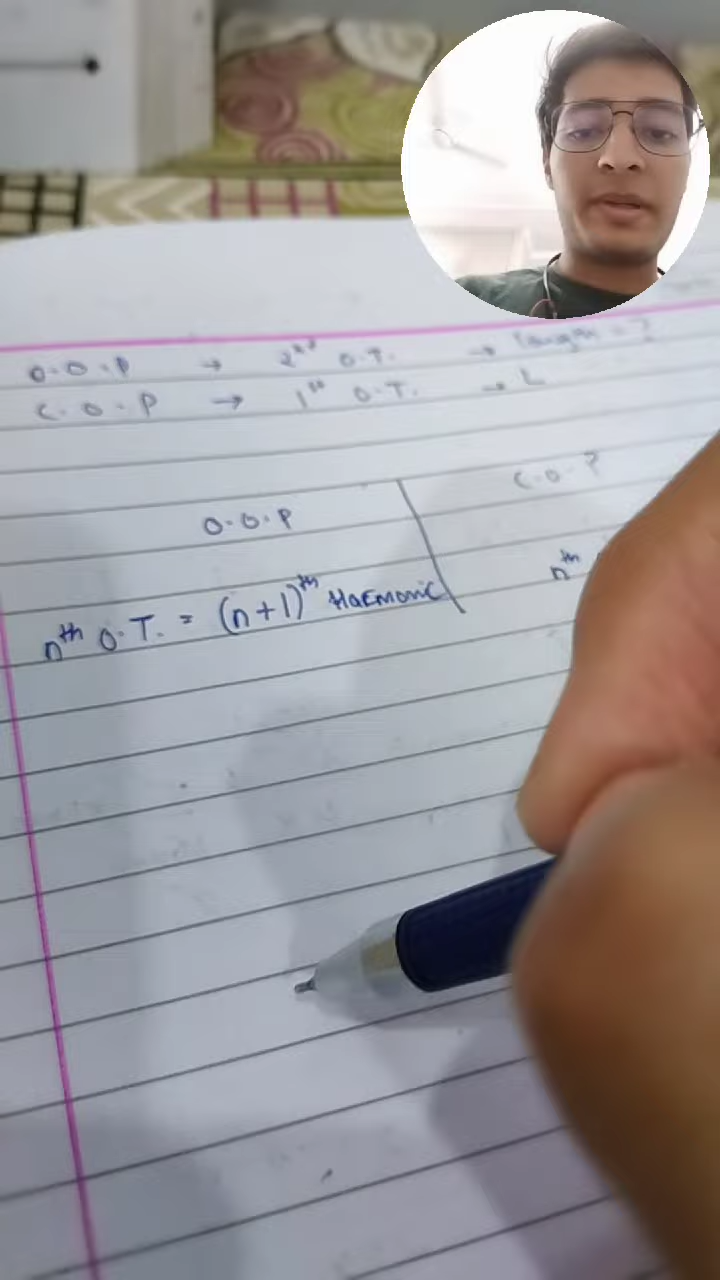 O.O.P → 2nd O.T. → Length = ?
C.O.P → 1st O.T. → L
O.O.P
C.O.P
nth O.T. = (n+1)th Harmonic
nth